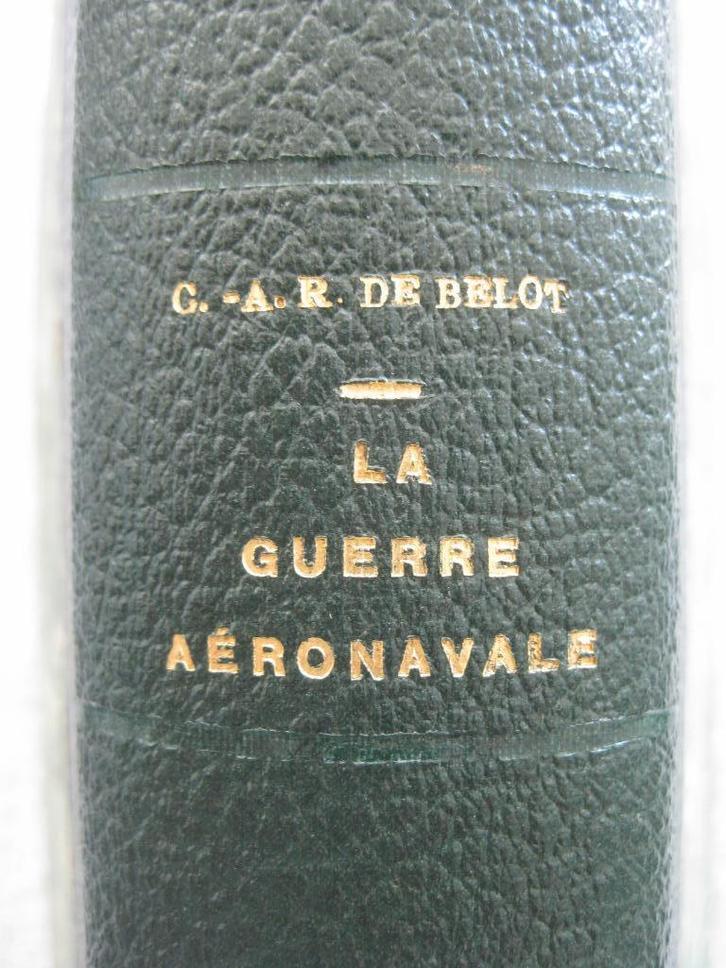 C.-A. R. DE BELOT
LA
GUERRE
AÉRONAVALE